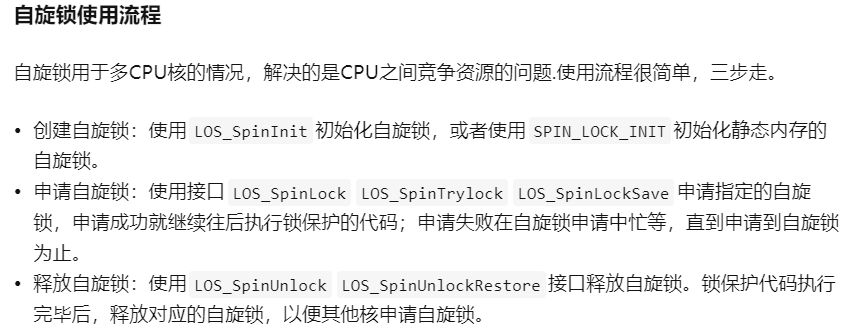 自旋锁使用流程
自旋锁用于多CPU核的情况，解决的是CPU之间竞争资源的问题.使用流程很简单，三步走。
• 创建自旋锁：使用 LOS_SpinInit 初始化自旋锁，或者使用 SPIN_LOCK_INIT 初始化静态内存的
自旋锁。
• 申请自旋锁：使用接口 LOS_SpinLock LOS_SpinTrylock LOS_SpinLockSave 申请指定的自旋
锁，申请成功就继续往后执行锁保护的代码；申请失败在自旋锁申请中忙等，直到申请到自旋锁
为止。
• 释放自旋锁：使用 LOS_SpinUnlock LOS_SpinUnlockRestore 接口释放自旋锁。锁保护代码执行
完毕后，释放对应的自旋锁，以便其他核申请自旋锁。